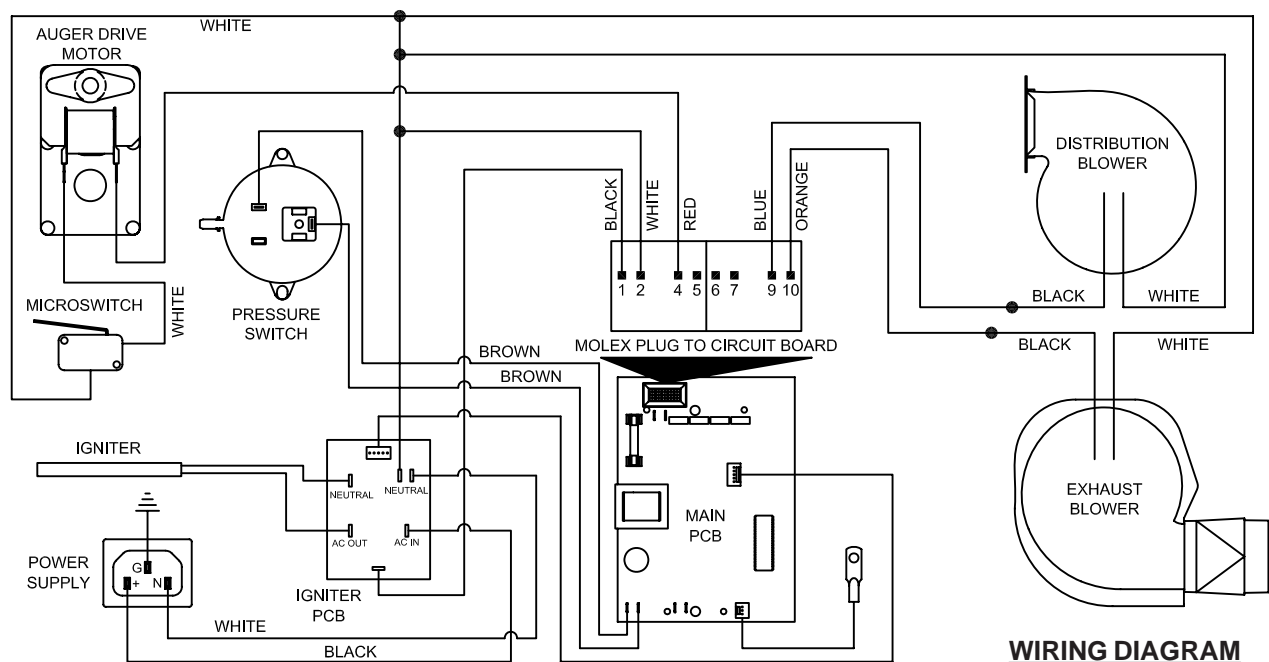 WHITE
AUGER DRIVE
MOTOR
DISTRIBUTION
BLOWER
BLACK
WHITE
RED
BLUE
ORANGE
1 2 4 5 6 7 9 10
MICROSWITCH
WHITE
PRESSURE
SWITCH
BLACK
WHITE
BLACK
WHITE
MOLEX PLUG TO CIRCUIT BOARD
BROWN
BROWN
IGNITER
NEUTRAL
NEUTRAL
AC OUT
AC IN
MAIN
PCB
EXHAUST
BLOWER
POWER
SUPPLY
G
+ N
IGNITER
PCB
WHITE
BLACK
WIRING DIAGRAM